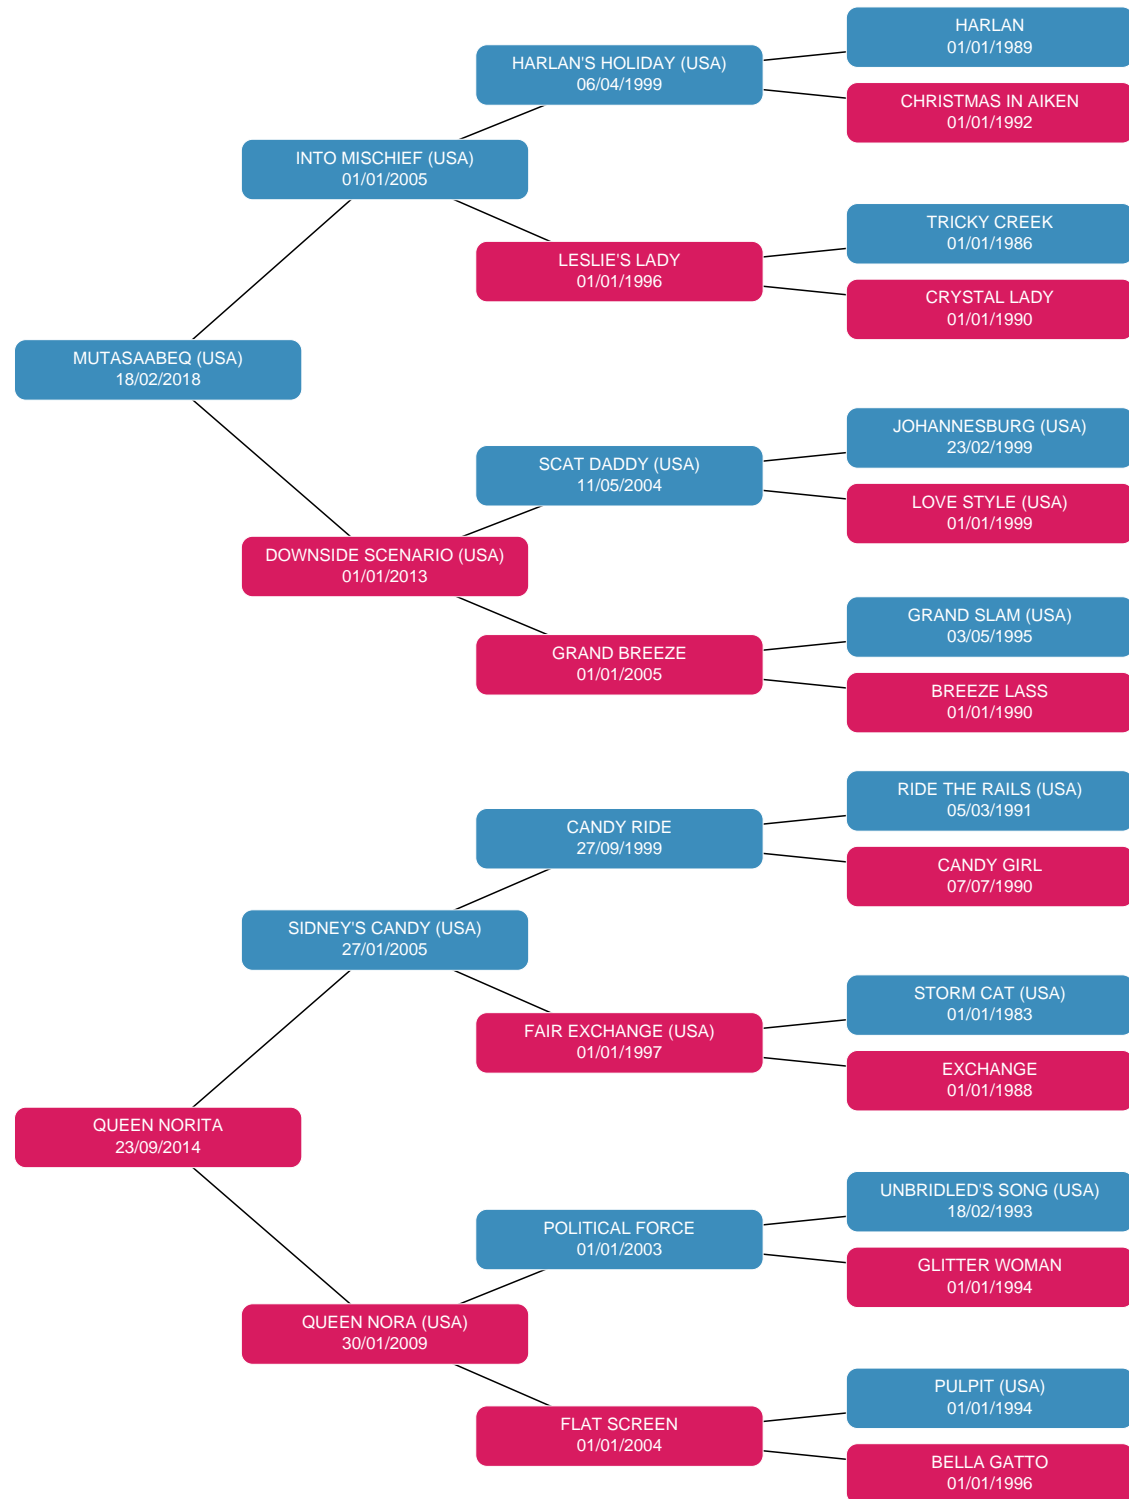 HARLAN
01/01/1989
HARLAN'S HOLIDAY (USA)
06/04/1999
CHRISTMAS IN AIKEN
01/01/1992
INTO MISCHIEF (USA)
01/01/2005
TRICKY CREEK
01/01/1986
LESLIE'S LADY
01/01/1996
CRYSTAL LADY
01/01/1990
MUTASAABEQ (USA)
18/02/2018
JOHANNESBURG (USA)
23/02/1999
SCAT DADDY (USA)
11/05/2004
LOVE STYLE (USA)
01/01/1999
DOWNSIDE SCENARIO (USA)
01/01/2013
GRAND SLAM (USA)
03/05/1995
GRAND BREEZE
01/01/2005
BREEZE LASS
01/01/1990
RIDE THE RAILS (USA)
05/03/1991
CANDY RIDE
27/09/1999
CANDY GIRL
07/07/1990
SIDNEY'S CANDY (USA)
27/01/2005
STORM CAT (USA)
01/01/1983
FAIR EXCHANGE (USA)
01/01/1997
EXCHANGE
01/01/1988
QUEEN NORITA
23/09/2014
UNBRIDLED'S SONG (USA)
18/02/1993
POLITICAL FORCE
01/01/2003
GLITTER WOMAN
01/01/1994
QUEEN NORA (USA)
30/01/2009
PULPIT (USA)
01/01/1994
FLAT SCREEN
01/01/2004
BELLA GATTO
01/01/1996